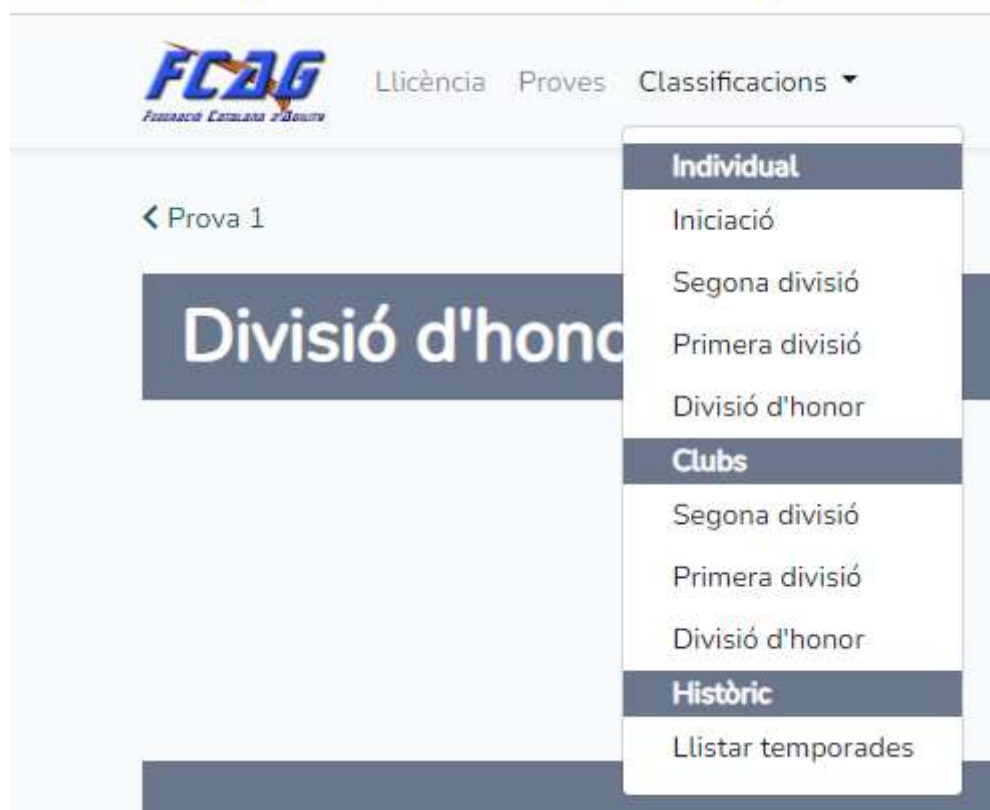 FCAG
Federació Catalana d'Agility
Llicència Proves Classificacions
Individual
Iniciació
Segona divisió
Primera divisió
Divisió d'honor
Clubs
Segona divisió
Primera divisió
Divisió d'honor
Històric
Llistar temporades
Prova 1
Divisió d'hono